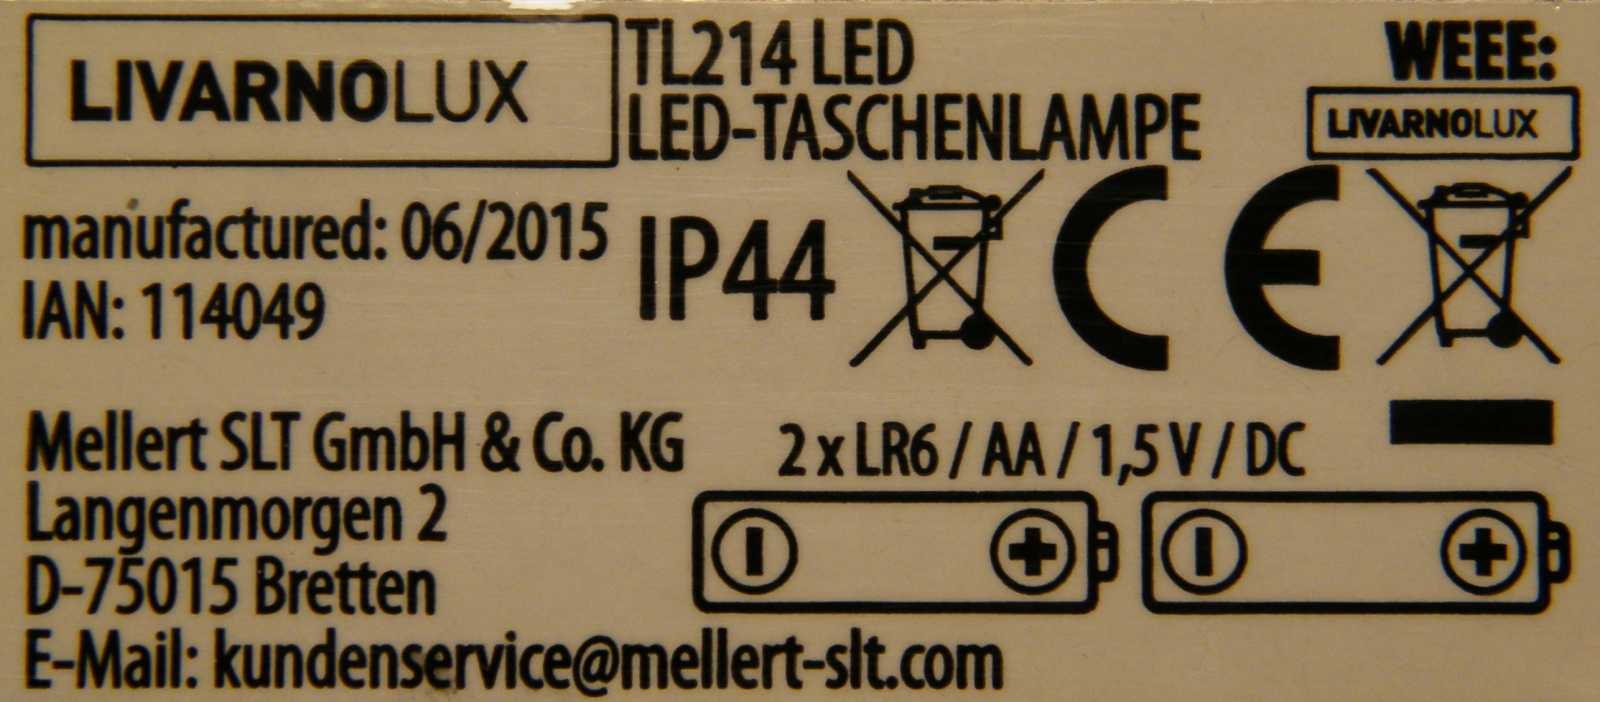 LIVARNOLUX
TL214 LED
LED-TASCHENLAMPE
WEEE:
LIVARNOLUX
manufactured: 06/2015
IAN: 114049
IP44
CE
Mellert SLT GmbH & Co. KG
Langenmorgen 2
D-75015 Bretten
E-Mail: kundenservice@mellert-slt.com
2 x LR6 / AA / 1,5 V / DC